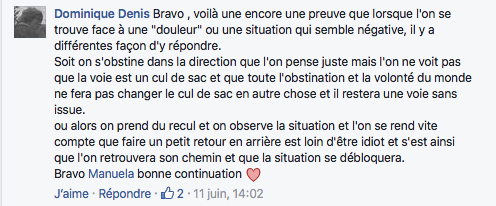 Dominique Denis Bravo , voilà une encore une preuve que lorsque l'on se
trouve face à une "douleur" ou une situation qui semble négative, il y a
différentes façon d'y répondre.
Soit on s'obstine dans la direction que l'on pense juste mais l'on ne voit pas
que la voie est un cul de sac et que toute l'obstination et la volonté du monde
ne fera pas changer le cul de sac en autre chose et il restera une voie sans
issue.
ou alors on prend du recul et on observe la situation et l'on se rend vite
compte que faire un petit retour en arrière est loin d'être idiot et s'est ainsi
que l'on retrouvera son chemin et que la situation se débloquera.
Bravo Manuela bonne continuation ❤
J'aime · Répondre · 2 · 11 juin, 14:02